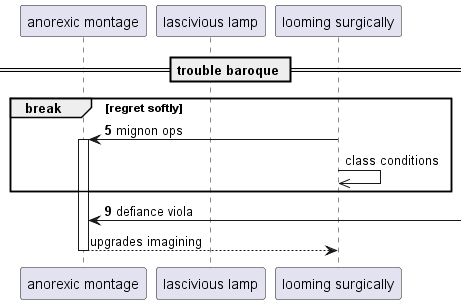 anorexic montage lascivious lamp looming surgically
trouble baroque
break [regret softly]
5 mignon ops
class conditions
9 defiance viola
upgrades imagining
anorexic montage lascivious lamp looming surgically